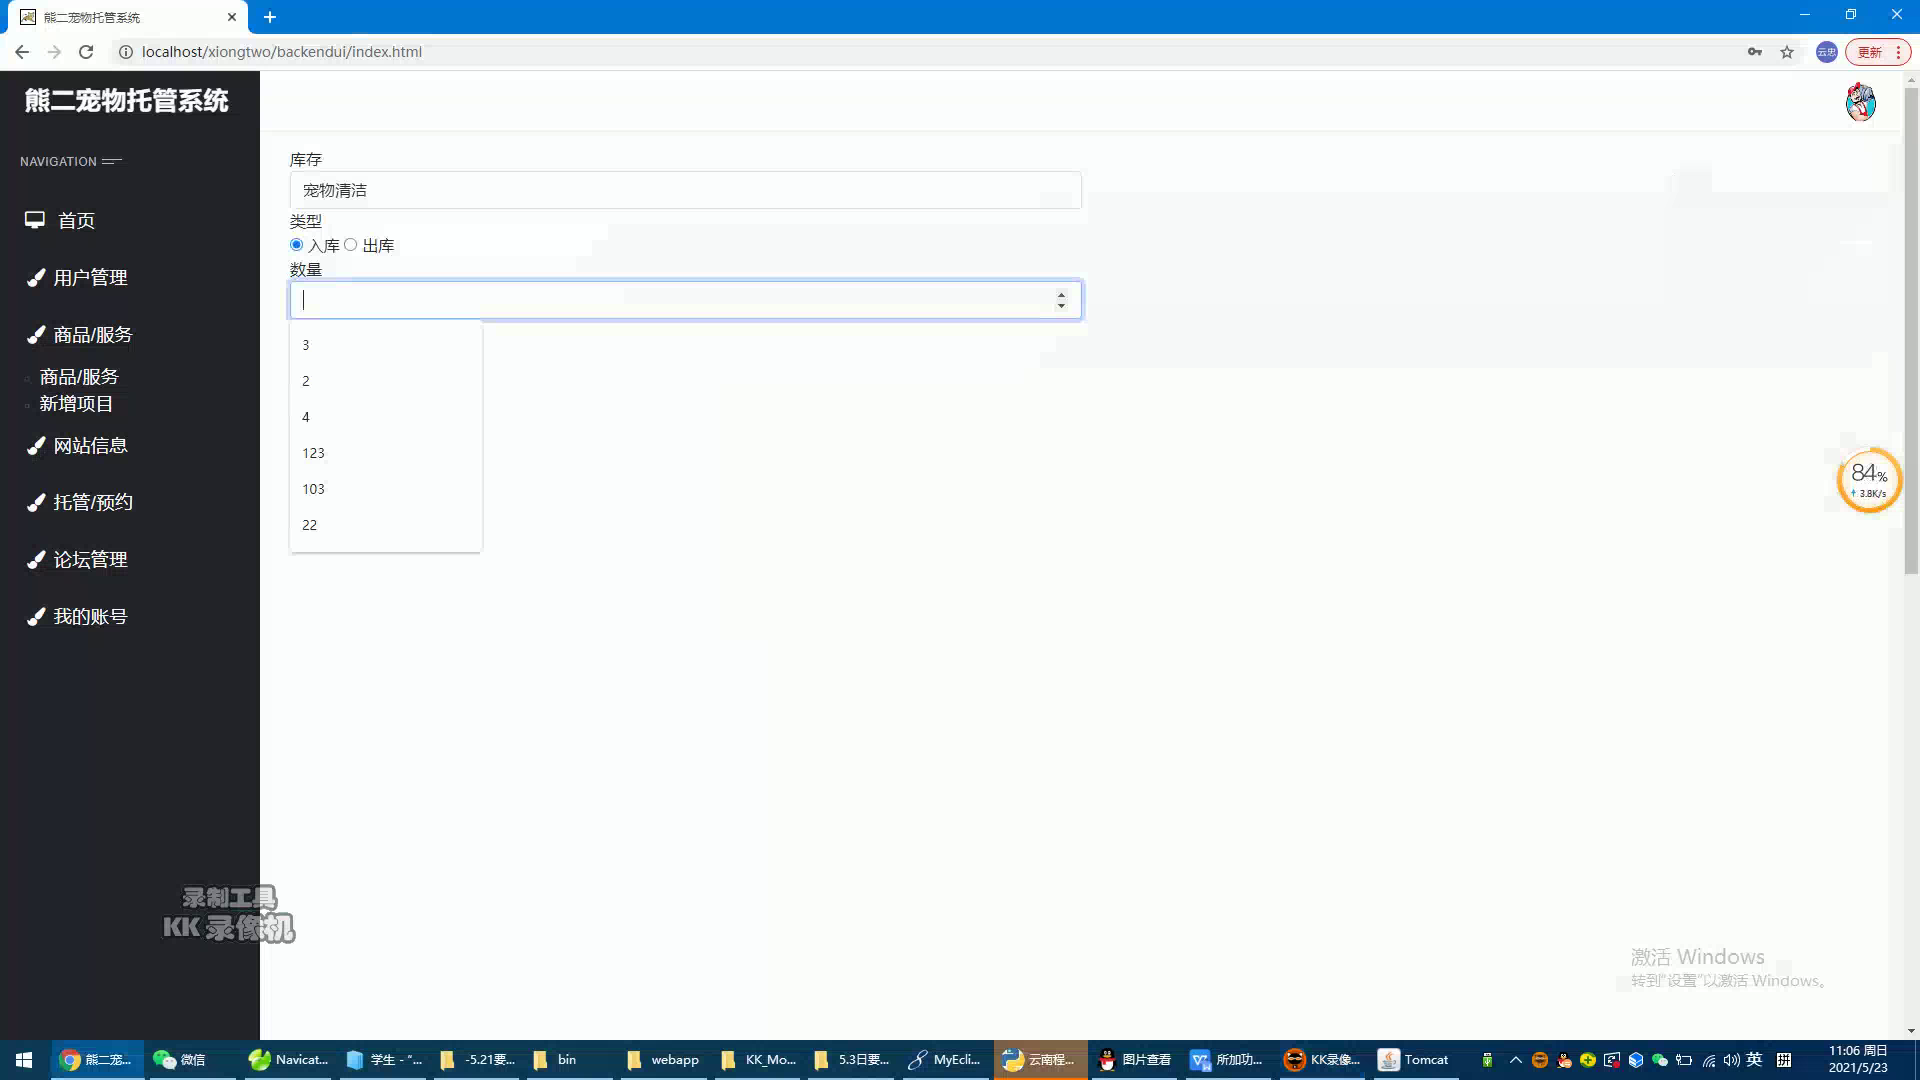 熊二宠物托管系统
localhost/xiongtwo/backendui/index.html
云忠
更新
熊二宠物托管系统
NAVIGATION
首页
用户管理
商品/服务
商品/服务
新增项目
网站信息
托管/预约
论坛管理
我的账号
库存
宠物清洁
类型
入库 出库
数量
3
2
4
123
103
22
84%
3.8K/s
录制工具
KK 录像机
激活 Windows
转到"设置"以激活 Windows。
熊二宠...
微信
Navicat...
学生 - "...
-5.21要...
bin
webapp
KK_Mo...
5.3日要...
MyEcli...
云南程...
图片查看
所加功...
KK录像...
Tomcat
英
拼
11:06 周日
2021/5/23